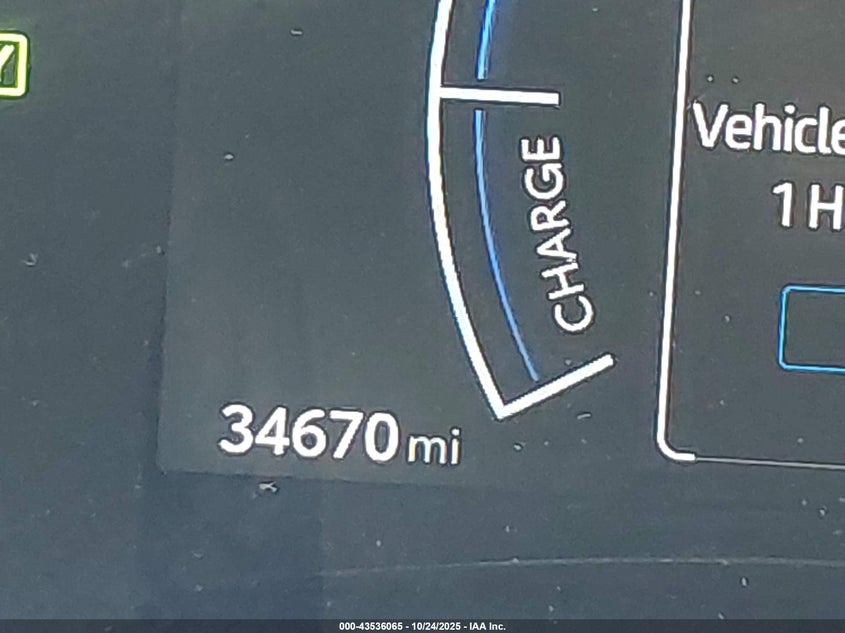 Vehicle
1 H
CHARGE
34670 mi
000-43536065 - 10/24/2025 - IAA Inc.